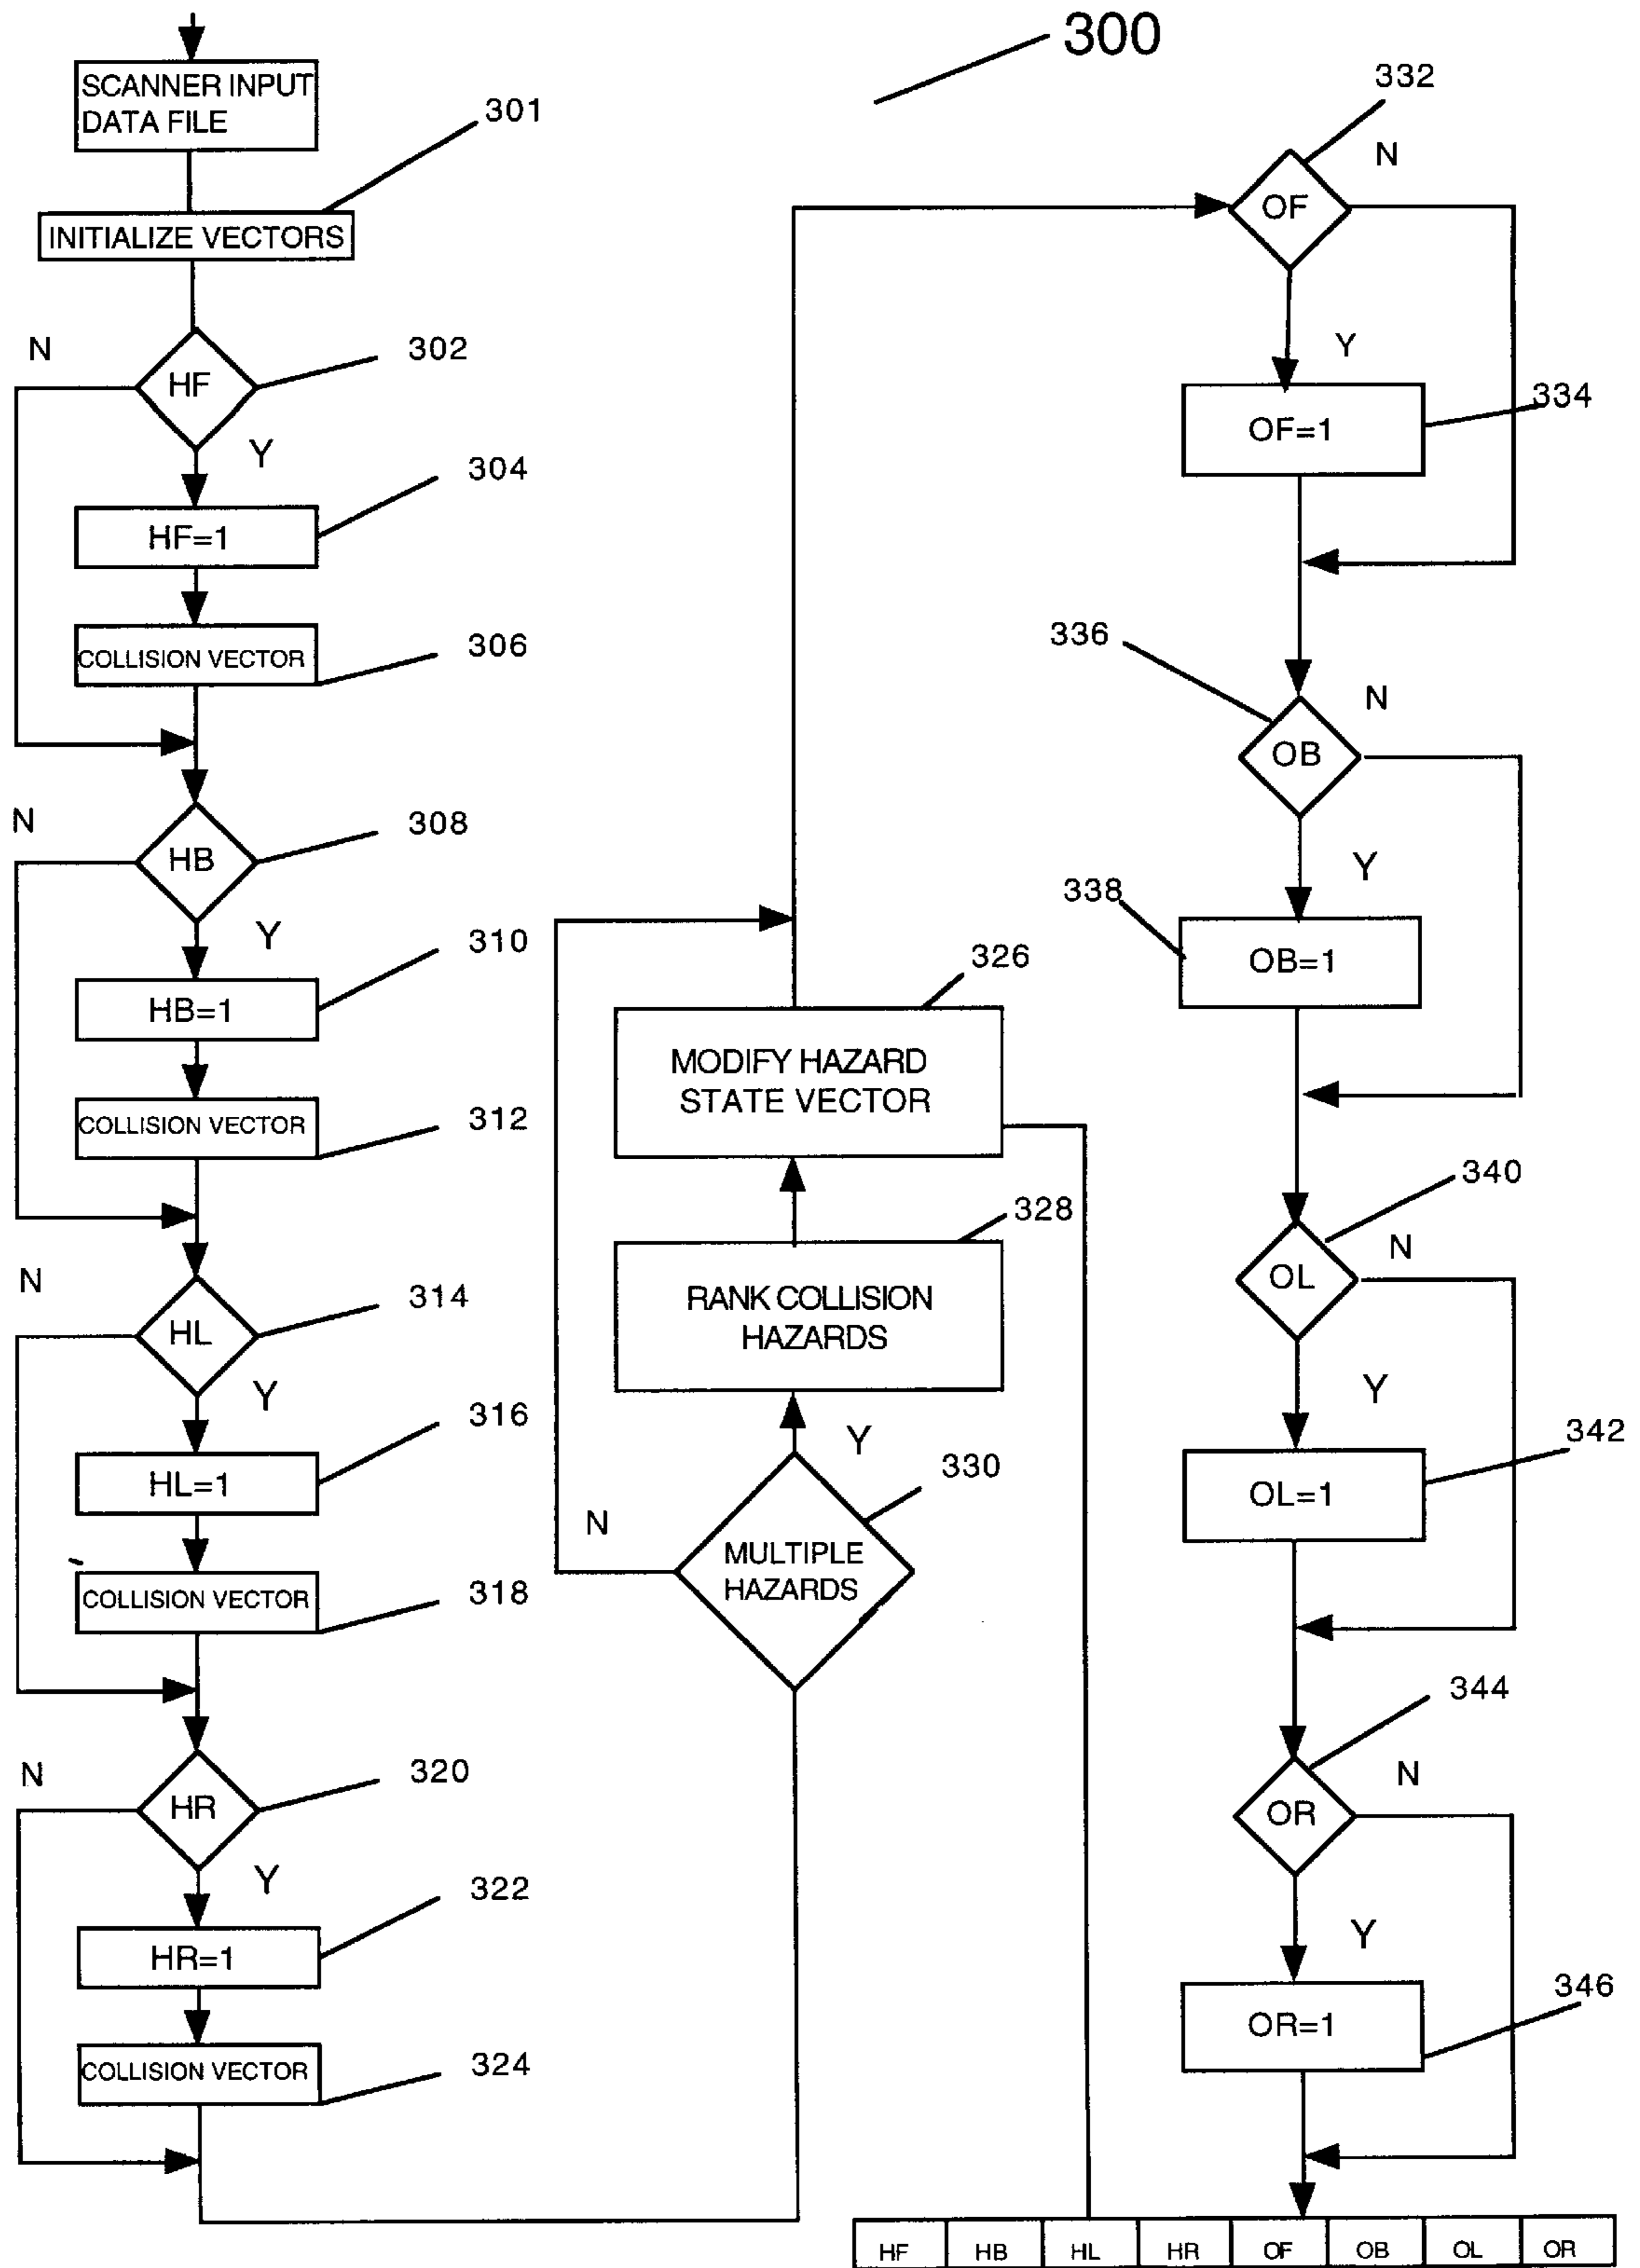 300
SCANNER INPUT
DATA FILE
301
INITIALIZE VECTORS
N
HF
302
Y
304
HF=1
COLLISION VECTOR
306
N
HB
308
Y
310
HB=1
COLLISION VECTOR
312
N
HL
314
Y
316
HL=1
COLLISION VECTOR
318
N
HR
320
Y
322
HR=1
COLLISION VECTOR
324
326
MODIFY HAZARD
STATE VECTOR
328
RANK COLLISION
HAZARDS
Y
330
N
MULTIPLE
HAZARDS
332
N
OF
Y
334
OF=1
336
N
OB
Y
338
OB=1
340
N
OL
Y
342
OL=1
344
N
OR
Y
346
OR=1
HF HB HL HR OF OB OL OR